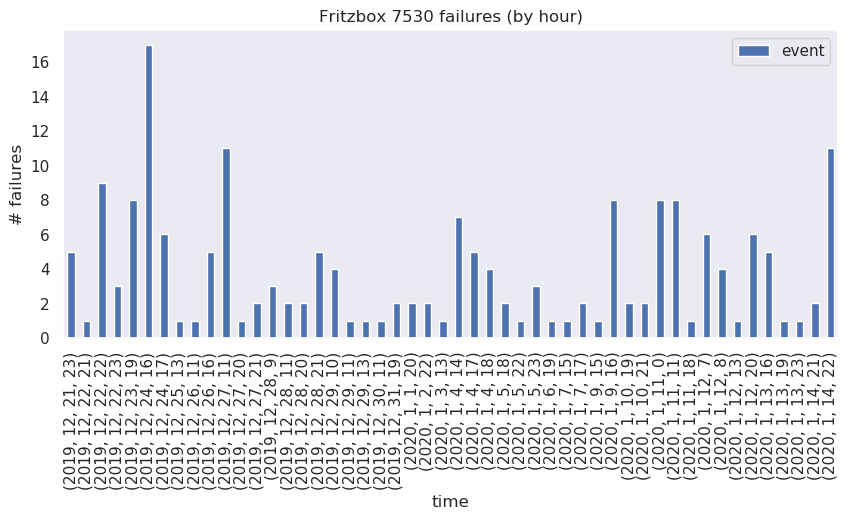 Fritzbox 7530 failures (by hour)
event
# failures
16
14
12
10
8
6
4
2
0
(2019, 12, 21, 23)
(2019, 12, 22, 21)
(2019, 12, 22, 22)
(2019, 12, 22, 23)
(2019, 12, 23, 19)
(2019, 12, 24, 16)
(2019, 12, 24, 17)
(2019, 12, 25, 13)
(2019, 12, 26, 11)
(2019, 12, 26, 16)
(2019, 12, 27, 11)
(2019, 12, 27, 20)
(2019, 12, 27, 21)
(2019, 12, 28, 9)
(2019, 12, 28, 11)
(2019, 12, 28, 20)
(2019, 12, 28, 21)
(2019, 12, 29, 10)
(2019, 12, 29, 11)
(2019, 12, 29, 13)
(2019, 12, 30, 11)
(2019, 12, 31, 19)
(2020, 1, 1, 20)
(2020, 1, 2, 22)
(2020, 1, 3, 13)
(2020, 1, 4, 14)
(2020, 1, 4, 17)
(2020, 1, 4, 18)
(2020, 1, 5, 18)
(2020, 1, 5, 22)
(2020, 1, 5, 23)
(2020, 1, 6, 19)
(2020, 1, 7, 15)
(2020, 1, 7, 17)
(2020, 1, 9, 15)
(2020, 1, 9, 16)
(2020, 1, 10, 19)
(2020, 1, 10, 21)
(2020, 1, 11, 0)
(2020, 1, 11, 11)
(2020, 1, 11, 18)
(2020, 1, 12, 7)
(2020, 1, 12, 8)
(2020, 1, 12, 13)
(2020, 1, 12, 20)
(2020, 1, 13, 16)
(2020, 1, 13, 19)
(2020, 1, 13, 23)
(2020, 1, 14, 21)
(2020, 1, 14, 22)
time